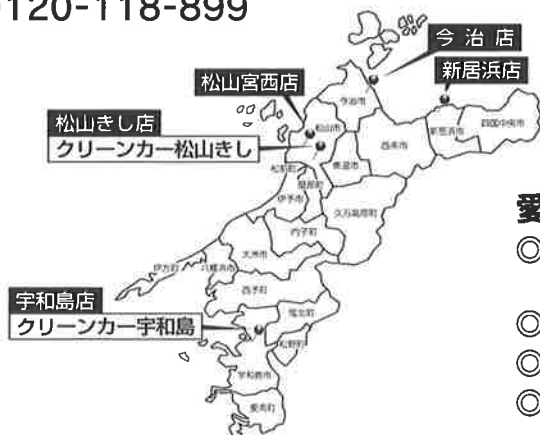 120-118-899
今治店
新居浜店
松山宮西店
松山きし店
クリーンカー松山きし
宇和島店
クリーンカー宇和島
今治市
松山市
新居浜市
四国中央市
西条市
東温市
松前町
砥部町
伊予市
久万高原町
内子町
大洲市
伊方町
八幡浜市
西予町
鬼北町
松野町
宇和島市
愛南町
愛
◎
◎
◎
◎